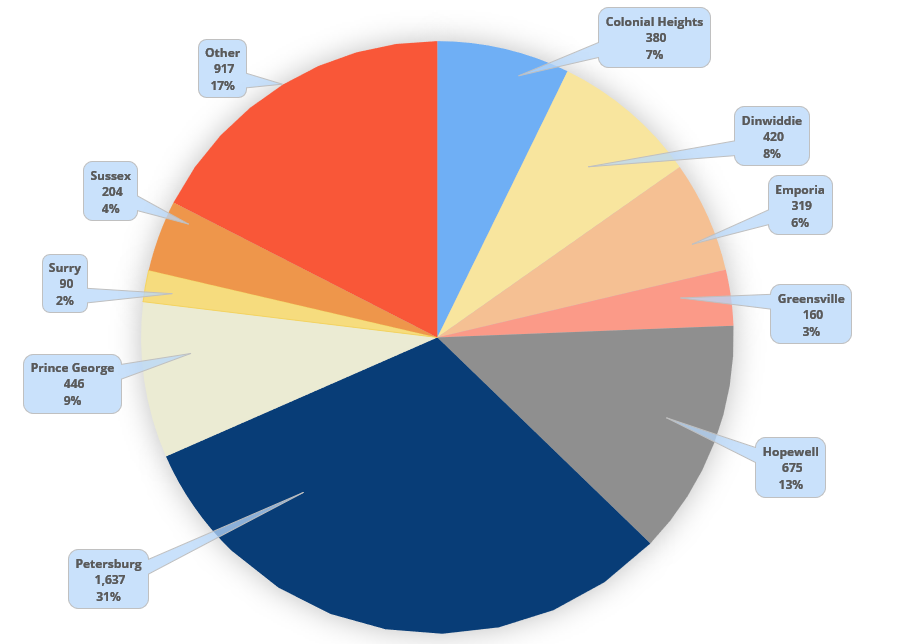 Colonial Heights
380
7%
Other
917
17%
Dinwiddie
420
8%
Sussex
204
4%
Emporia
319
6%
Surry
90
2%
Greensville
160
3%
Prince George
446
9%
Hopewell
675
13%
Petersburg
1,637
31%